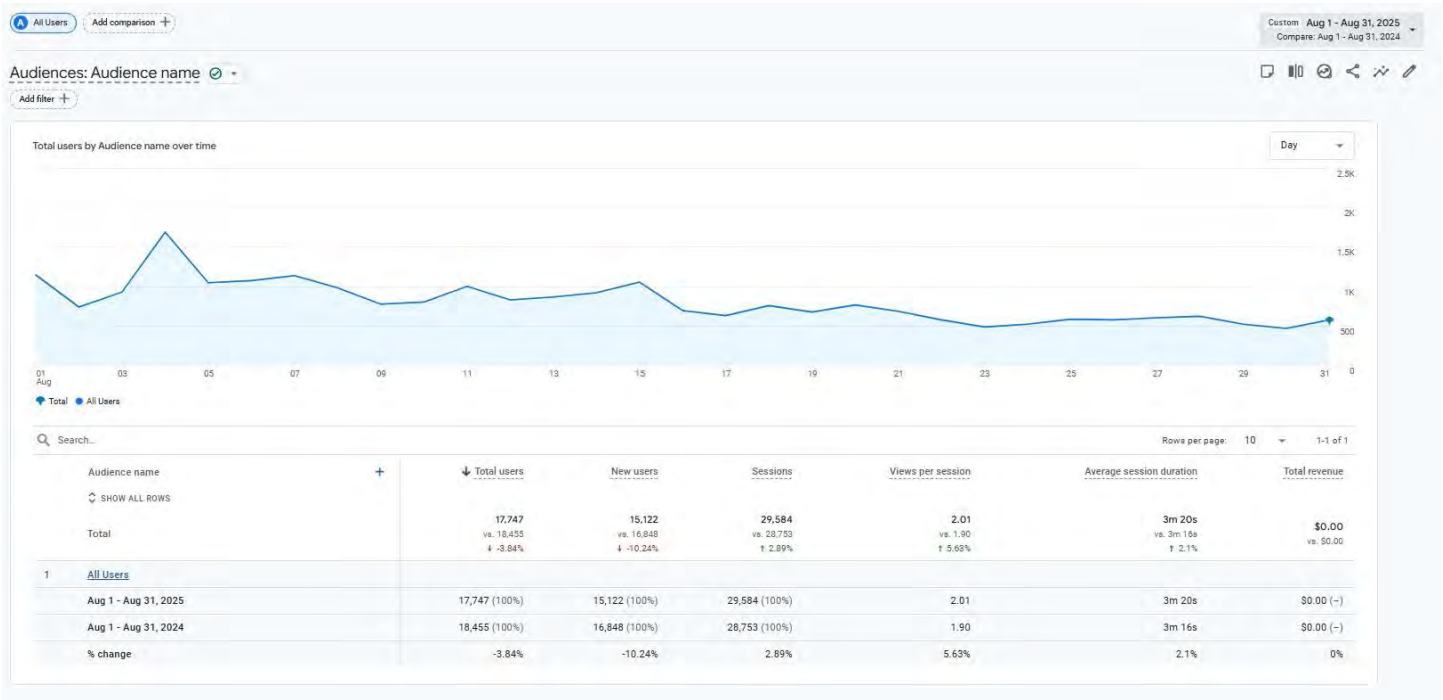 A All Users Add comparison +
Custom Aug 1 - Aug 31, 2025
Compare: Aug 1 - Aug 31, 2024
Audiences: Audience name
Add filter +
Total users by Audience name over time
Day
2.5K
2K
1.5K
1K
500
0
01 03 05 07 09 11 13 15 17 19 21 23 25 27 29 31
Aug
Total All Users
Search...
Rows per page: 10 1-1 of 1
Audience name + Total users New users Sessions Views per session Average session duration Total revenue
SHOW ALL ROWS
Total 17,747 15,122 29,584 2.01 3m 20s $0.00
vs. 18,455 vs. 16,848 vs. 28,753 vs. 1.90 vs. 3m 16s vs. $0.00
↓ -3.84% ↓ -10.24% ↑ 2.89% ↑ 5.63% ↑ 2.1%
1 All Users
Aug 1 - Aug 31, 2025 17,747 (100%) 15,122 (100%) 29,584 (100%) 2.01 3m 20s $0.00 (–)
Aug 1 - Aug 31, 2024 18,455 (100%) 16,848 (100%) 28,753 (100%) 1.90 3m 16s $0.00 (–)
% change -3.84% -10.24% 2.89% 5.63% 2.1% 0%